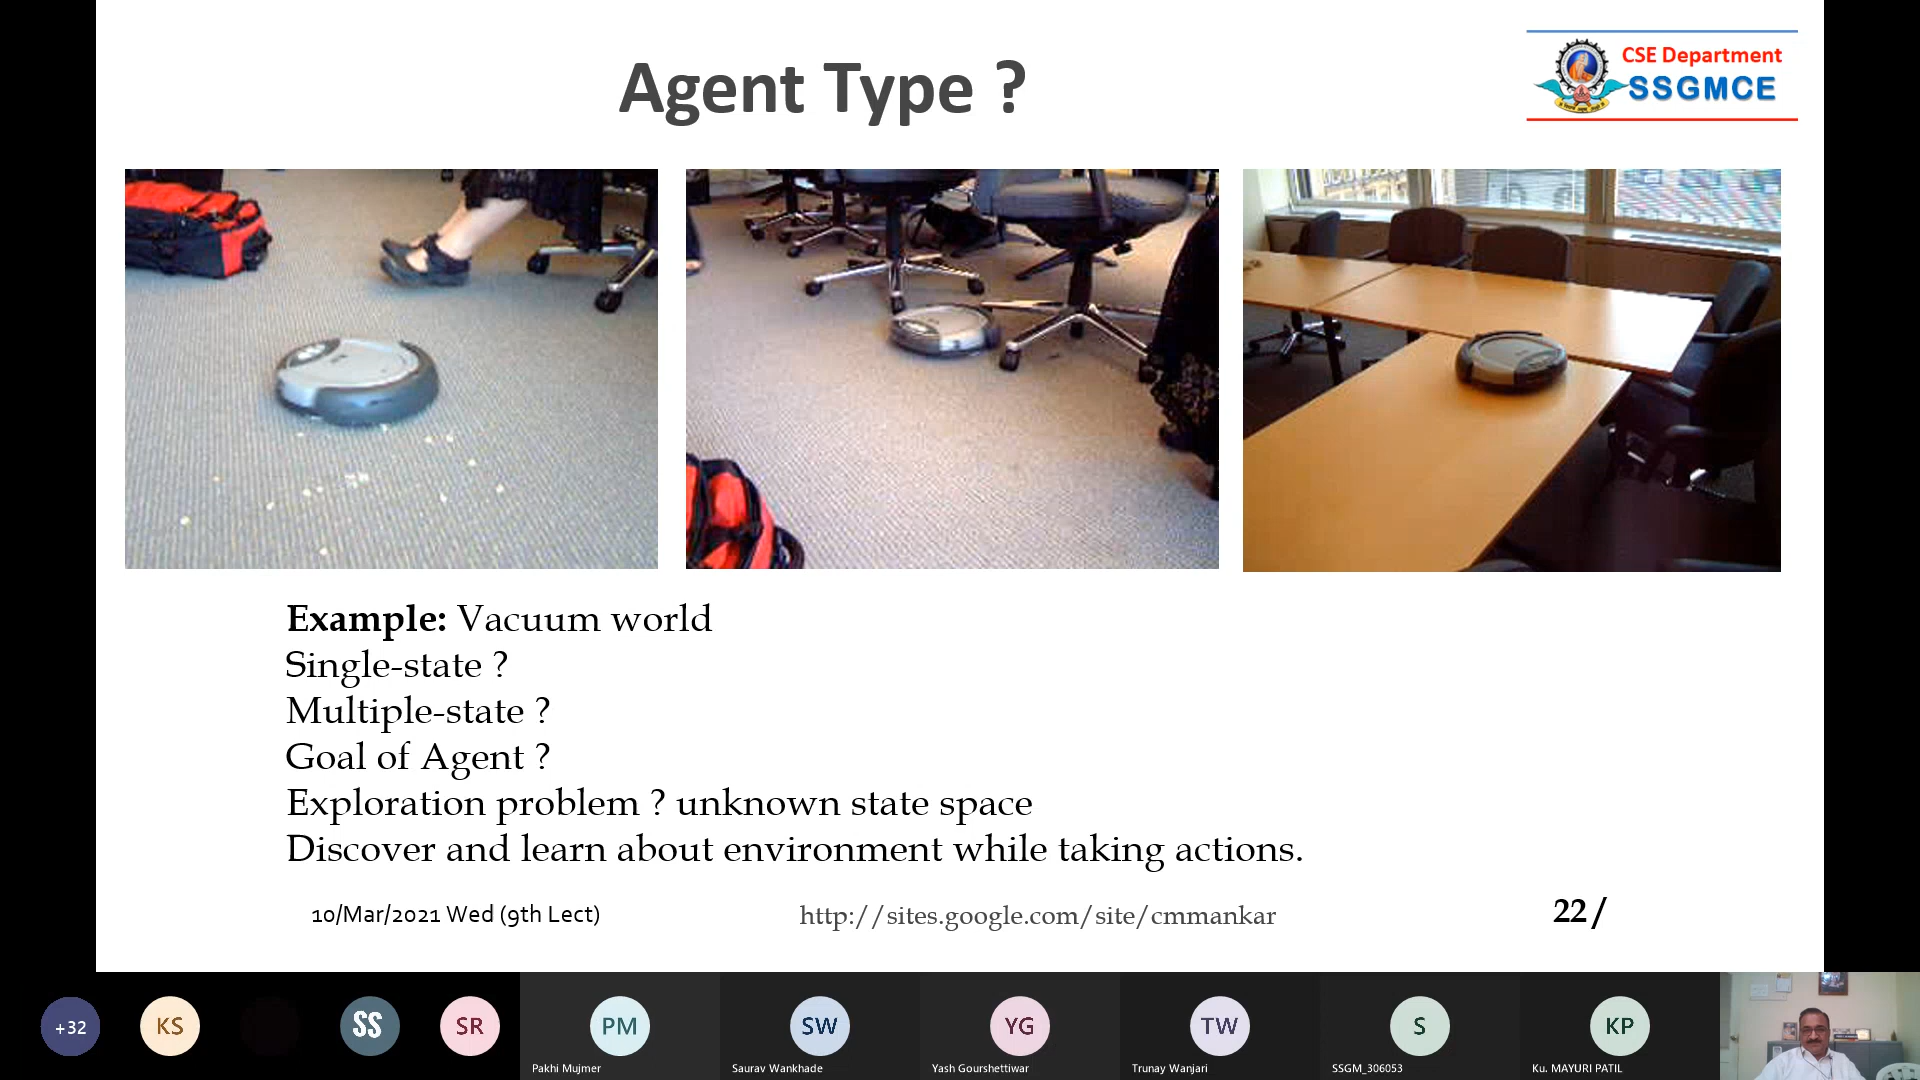 Agent Type ?
CSE Department
SSGMCE
Example: Vacuum world
Single-state ?
Multiple-state ?
Goal of Agent ?
Exploration problem ? unknown state space
Discover and learn about environment while taking actions.
10/Mar/2021 Wed (9th Lect)
http://sites.google.com/site/cmmankar
22/
+32
KS
SS
SR
PM
SW
YG
TW
S
KP
Pakhi Mujmer
Saurav Wankhade
Yash Gourshettiwar
Trunay Wanjari
SSGM_306053
Ku. MAYURI PATIL